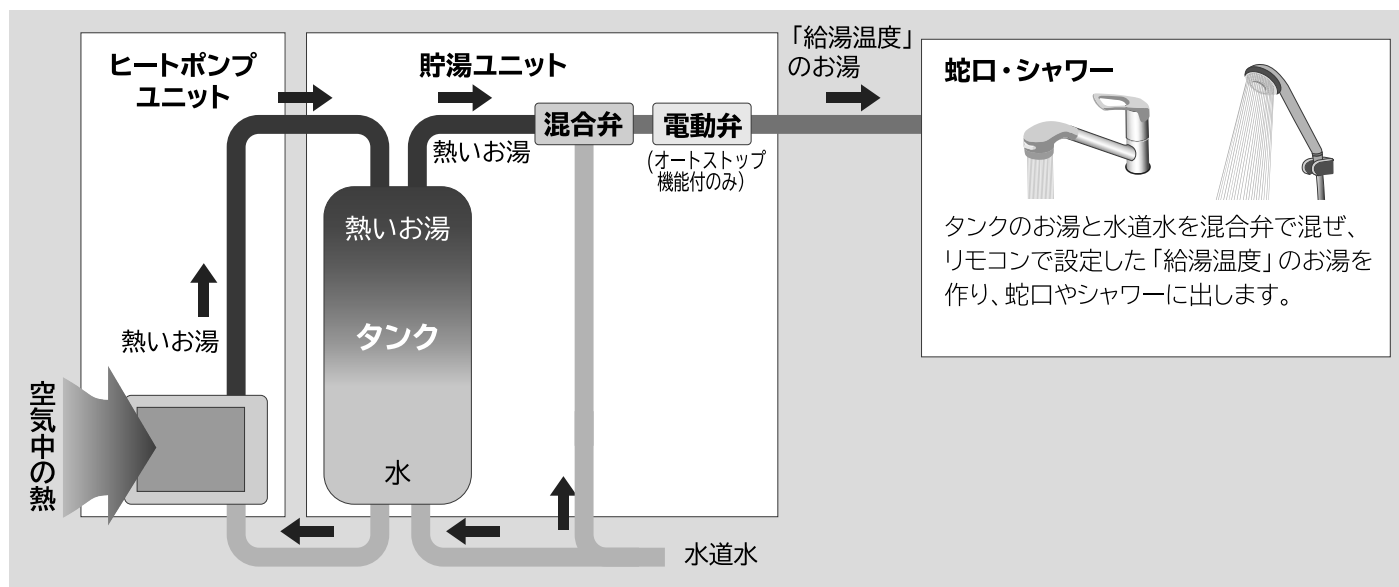 ヒートポンプ
ユニット
貯湯ユニット
「給湯温度」
のお湯
蛇口・シャワー
混合弁
電動弁
熱いお湯
(オートストップ
機能付のみ)
熱いお湯
タンクのお湯と水道水を混合弁で混ぜ、
リモコンで設定した「給湯温度」のお湯を
作り、蛇口やシャワーに出します。
熱いお湯
タンク
空気中の熱
水
水道水